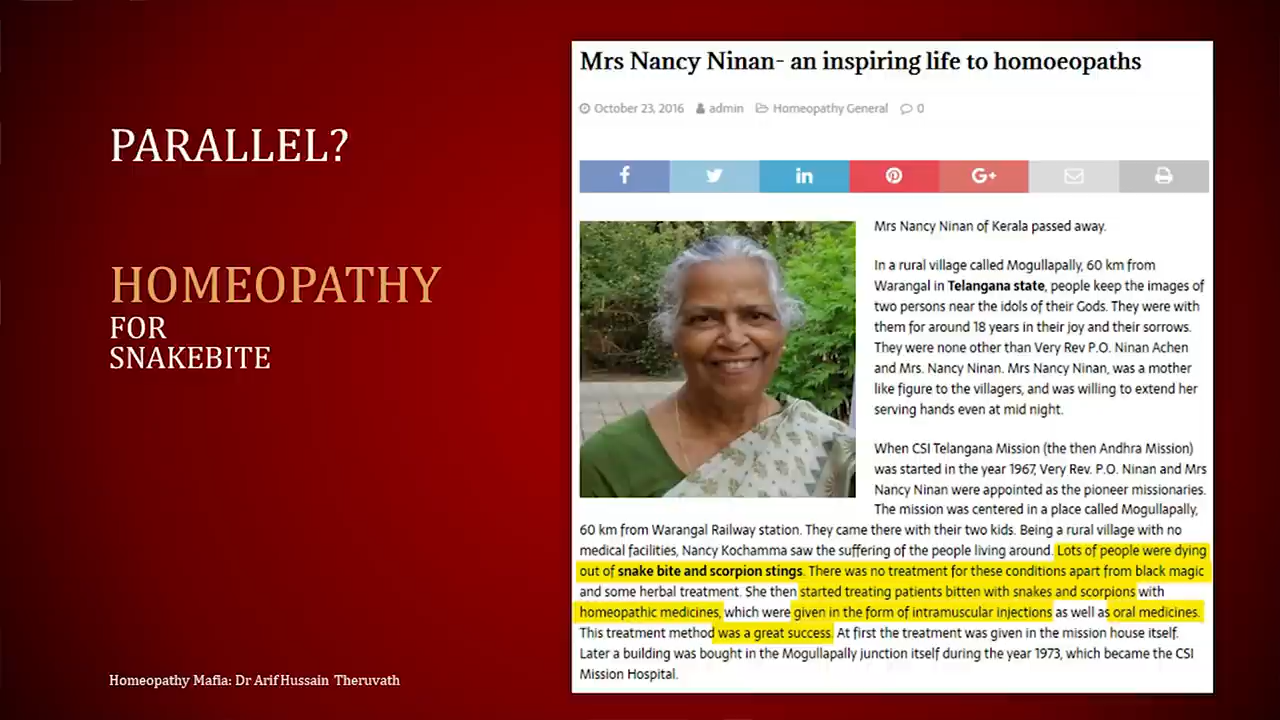 PARALLEL?
HOMEOPATHY
FOR
SNAKEBITE
Homeopathy Mafia: Dr Arif Hussain Theruvath
Mrs Nancy Ninan- an inspiring life to homoeopaths
October 23, 2016 admin Homeopathy General 0
f in G+
Mrs Nancy Ninan of Kerala passed away.
In a rural village called Mogullapally, 60 km from
Warangal in Telangana state, people keep the images of
two persons near the idols of their Gods. They were with
them for around 18 years in their joy and their sorrows.
They were none other than Very Rev P.O. Ninan Achen
and Mrs. Nancy Ninan. Mrs Nancy Ninan, was a mother
like figure to the villagers, and was willing to extend her
serving hands even at mid night.
When CSI Telangana Mission (the then Andhra Mission)
was started in the year 1967, Very Rev. P.O. Ninan and Mrs
Nancy Ninan were appointed as the pioneer missionaries.
The mission was centered in a place called Mogullapally,
60 km from Warangal Railway station. They came there with their two kids. Being a rural village with no
medical facilities, Nancy Kochamma saw the suffering of the people living around. Lots of people were dying
out of snake bite and scorpion stings. There was no treatment for these conditions apart from black magic
and some herbal treatment. She then started treating patients bitten with snakes and scorpions with
homeopathic medicines, which were given in the form of intramuscular injections as well as oral medicines.
This treatment method was a great success. At first the treatment was given in the mission house itself.
Later a building was bought in the Mogullapally junction itself during the year 1973, which became the CSI
Mission Hospital.